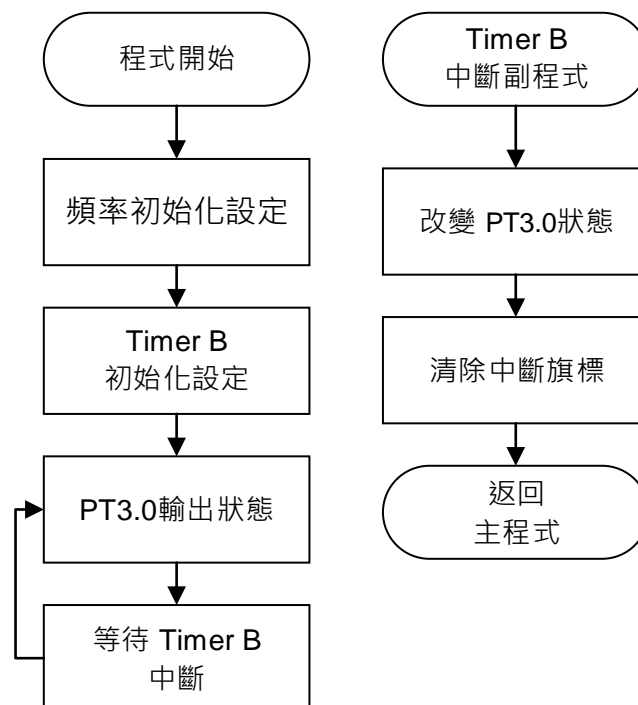 程式開始
頻率初始化設定
Timer B
初始化設定
PT3.0輸出狀態
等待 Timer B
中斷
Timer B
中斷副程式
改變 PT3.0狀態
清除中斷旗標
返回
主程式